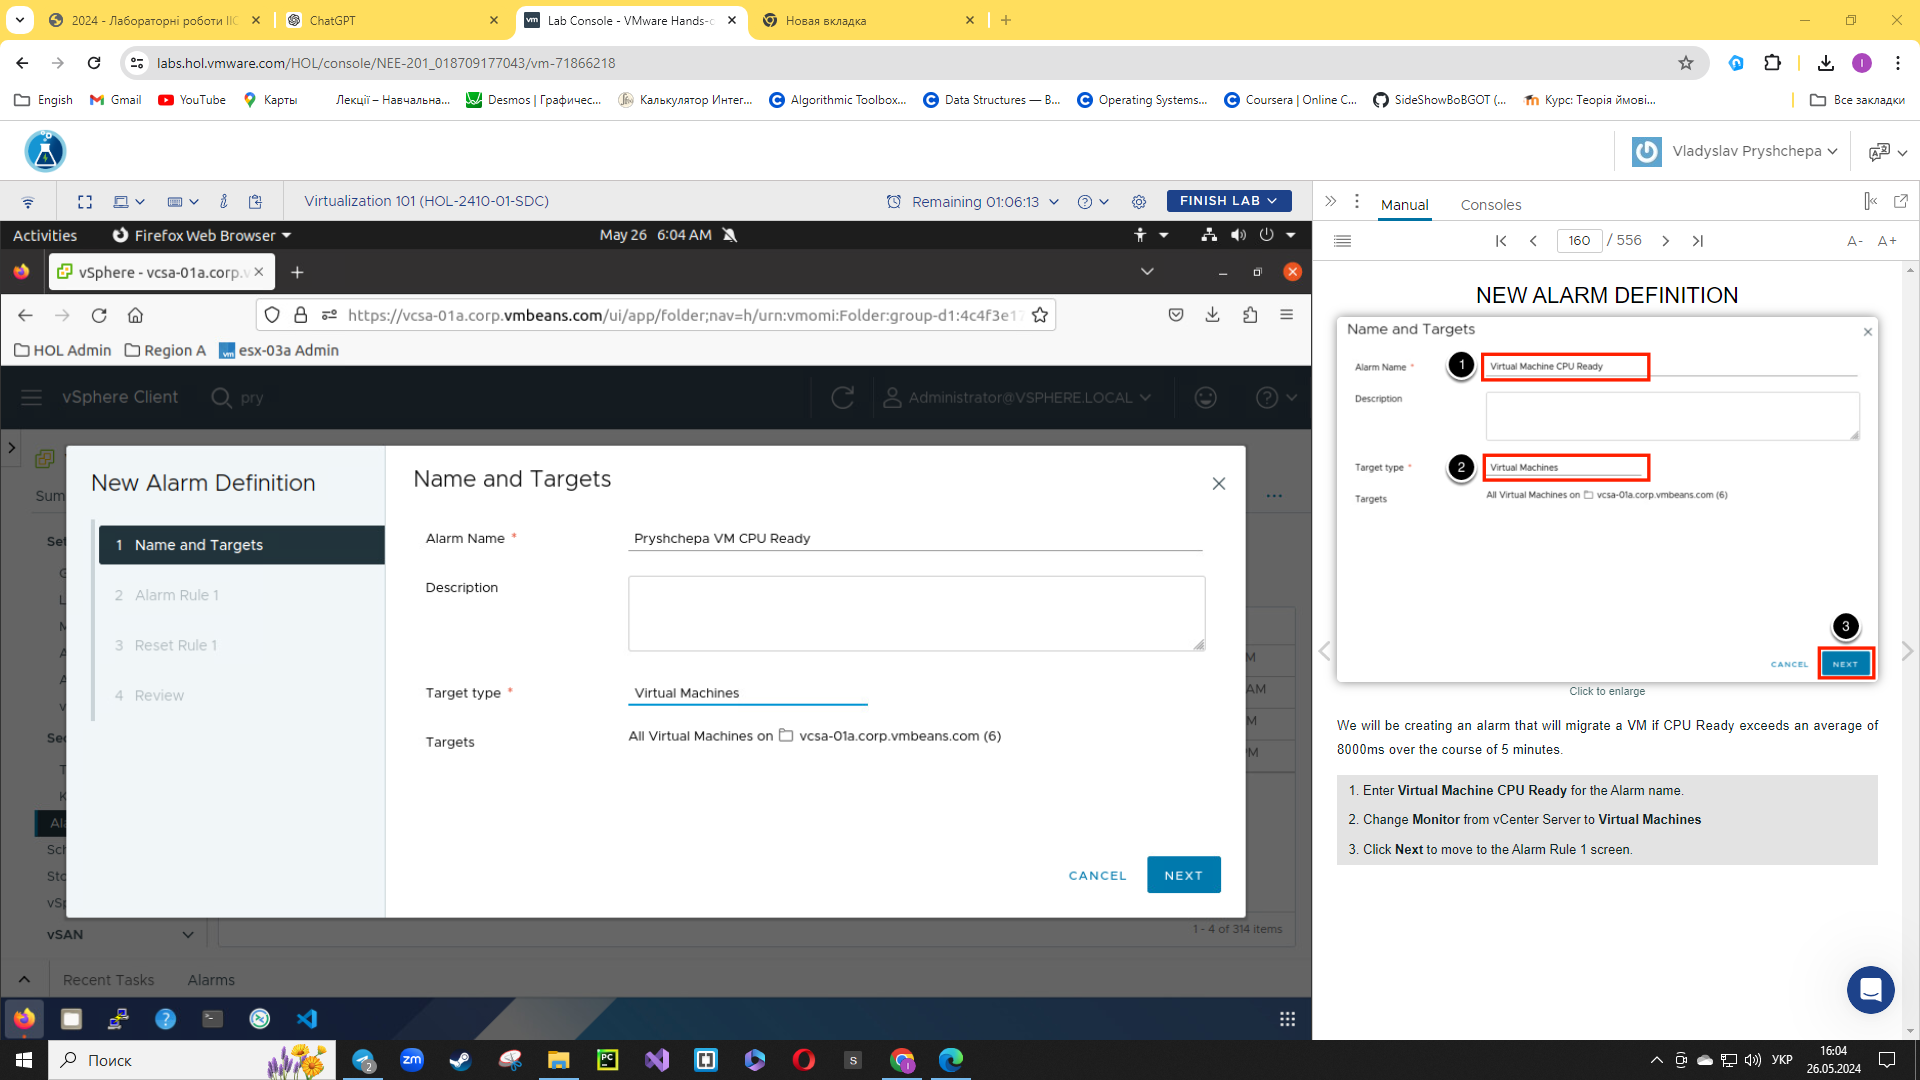 2024 - Лабораторні роботи ІІС
ChatGPT
Lab Console - VMware Hands-o
Новая вкладка
labs.hol.vmware.com/HOL/console/NEE-201_018709177043/vm-71866218
Engish
Gmail
YouTube
Карты
Лекції – Навчальна...
Desmos | Графичес...
Калькулятор Интег...
Algorithmic Toolbox...
Data Structures — В...
Operating Systems...
Coursera | Online C...
SideShowBoBGOT (...
Курс: Теорія ймові...
Все закладки
Vladyslav Pryshchepa
Virtualization 101 (HOL-2410-01-SDC)
Remaining 01:06:13
FINISH LAB
Manual
Consoles
Activities
Firefox Web Browser
May 26 6:04 AM
160 / 556
A- A+
vSphere - vcsa-01a.corp.v
https://vcsa-01a.corp.vmbeans.com/ui/app/folder;nav=h/urn:vmomi:Folder:group-d1:4c4f3e17
HOL Admin
Region A
esx-03a Admin
vSphere Client
pry
Administrator@VSPHERE.LOCAL
New Alarm Definition
1 Name and Targets
2 Alarm Rule 1
3 Reset Rule 1
4 Review
Name and Targets
Alarm Name *
Pryshchepa VM CPU Ready
Description
Target type *
Virtual Machines
Targets
All Virtual Machines on vcsa-01a.corp.vmbeans.com (6)
CANCEL
NEXT
Sum
Set
Sec
Ala
Sch
Sto
vSp
vSAN
M
AM
M
PM
1 - 4 of 314 items
Recent Tasks
Alarms
NEW ALARM DEFINITION
Name and Targets
Alarm Name *
1
Virtual Machine CPU Ready
Description
Target type *
2
Virtual Machines
Targets
All Virtual Machines on vcsa-01a.corp.vmbeans.com (6)
3
CANCEL
NEXT
Click to enlarge
We will be creating an alarm that will migrate a VM if CPU Ready exceeds an average of
8000ms over the course of 5 minutes.
1. Enter Virtual Machine CPU Ready for the Alarm name.
2. Change Monitor from vCenter Server to Virtual Machines
3. Click Next to move to the Alarm Rule 1 screen.
Поиск
УКР
16:04
26.05.2024